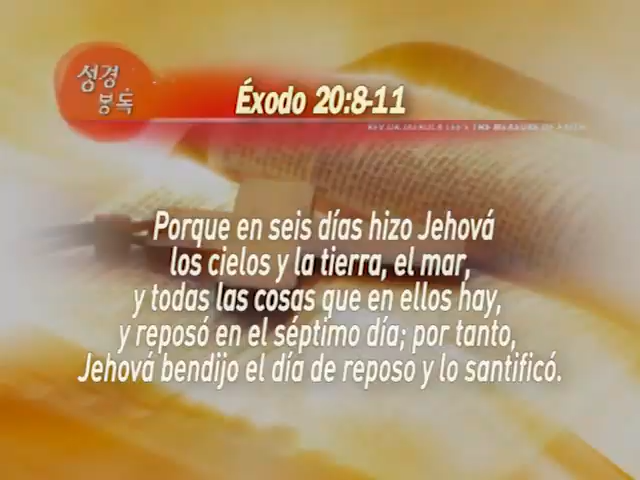 성경
봉독
Éxodo 20:8-11
Porque en seis días hizo Jehová
los cielos y la tierra, el mar,
y todas las cosas que en ellos hay,
y reposó en el séptimo día; por tanto,
Jehová bendijo el día de reposo y lo santificó.